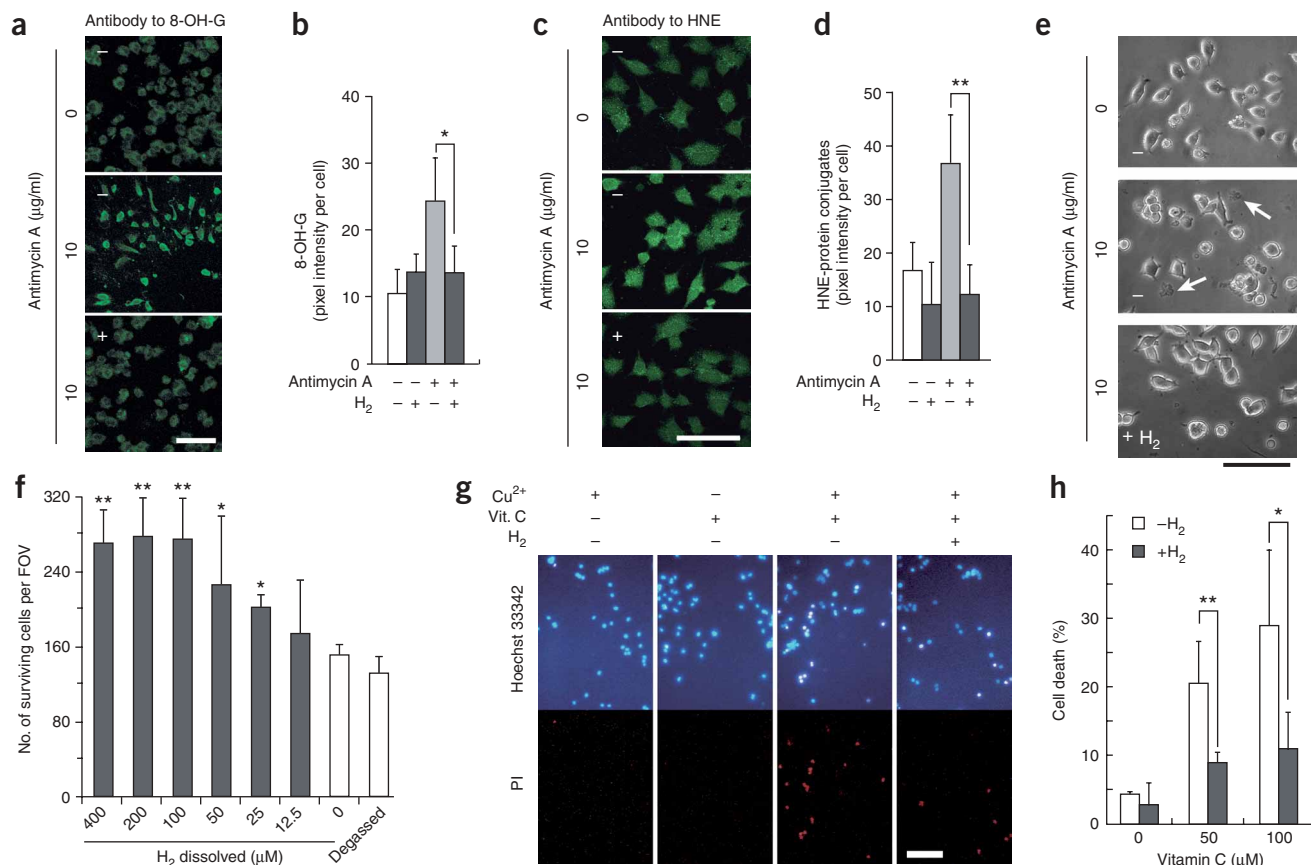 a
Antibody to 8-OH-G
Antimycin A (µg/ml)
0
10
10
–
–
+
b
8-OH-G
(pixel intensity per cell)
40
30
20
10
0
*
Antimycin A – – + +
H2 – + – +
c
Antibody to HNE
Antimycin A (µg/ml)
0
10
10
–
–
+
d
HNE-protein conjugates
(pixel intensity per cell)
50
40
30
20
10
0
**
Antimycin A – – + +
H2 – + – +
e
Antimycin A (µg/ml)
0
10
10
–
–
+ H2
f
No. of surviving cells per FOV
320
240
160
80
0
** ** ** * *
400 200 100 50 25 12.5 0 Degassed
H2 dissolved (µM)
g
Cu2+ + – + +
Vit. C – + + +
H2 – – – +
Hoechst 33342
PI
h
–H2
+H2
Cell death (%)
40
30
20
10
0
**
*
0 50 100
Vitamin C (µM)